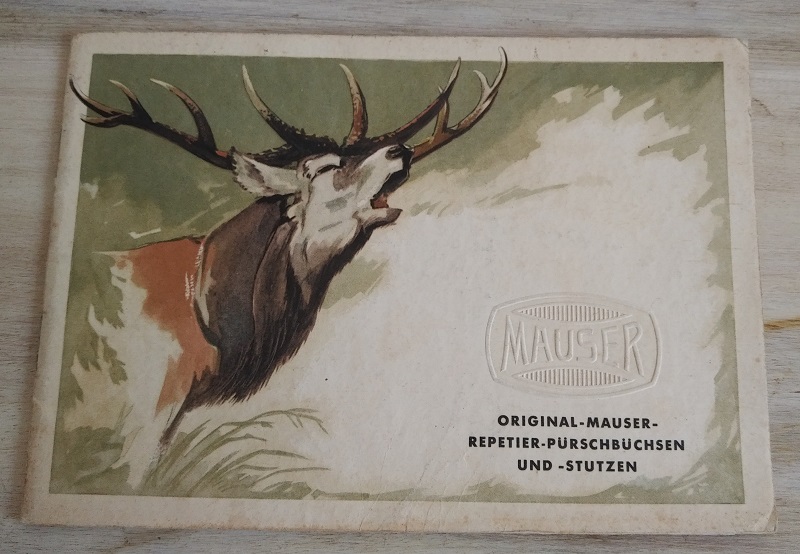 MAUSER
ORIGINAL-MAUSER-
REPETIER-PÜRSCHBÜCHSEN
UND -STUTZEN